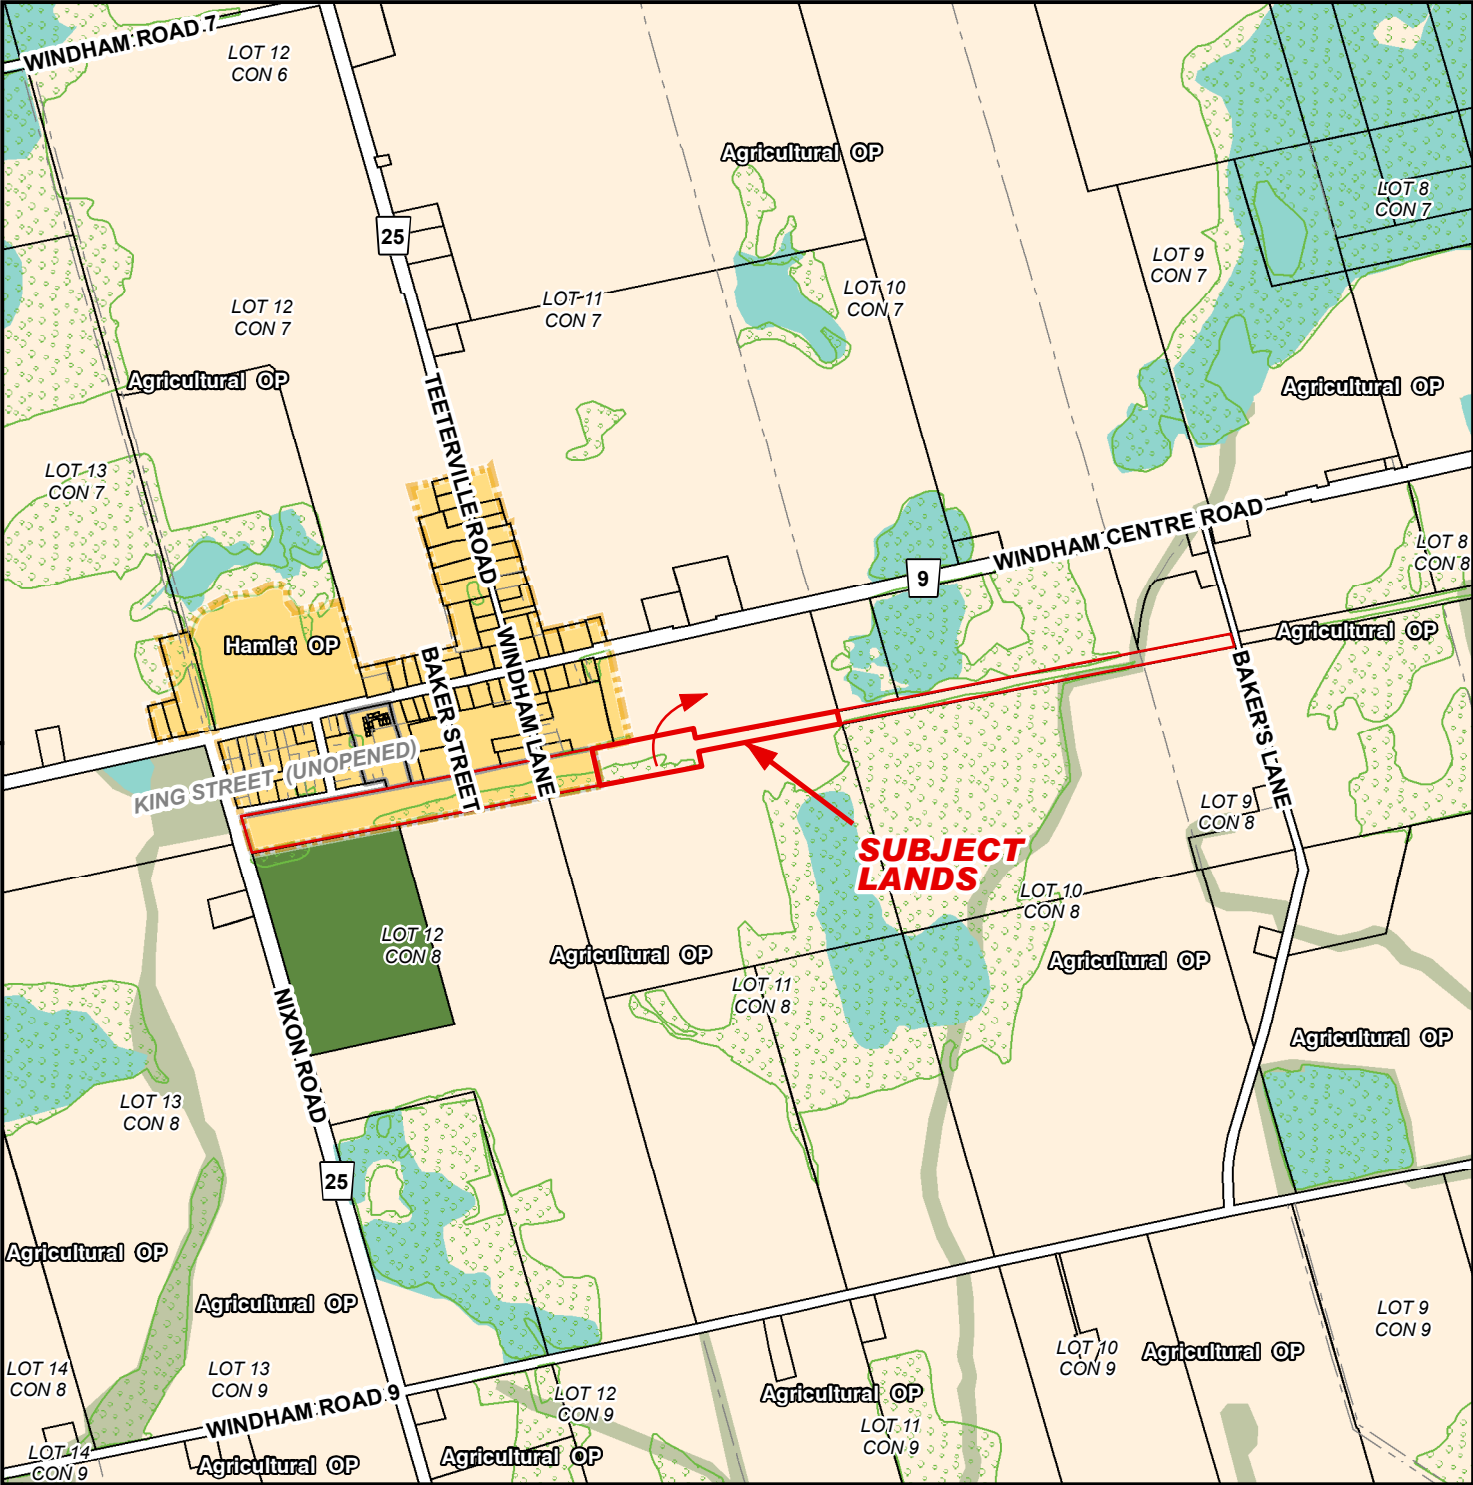 WINDHAM ROAD 7
LOT 12
CON 6
Agricultural OP
LOT 8
CON 7
25
LOT 9
CON 7
LOT 12
CON 7
LOT 11
CON 7
LOT 10
CON 7
Agricultural OP
Agricultural OP
TEETERVILLE ROAD
LOT 13
CON 7
WINDHAM CENTRE ROAD
9
LOT 8
CON 8
Hamlet OP
Agricultural OP
BAKER STREET
WINDHAM LANE
BAKER'S LANE
KING STREET (UNOPENED)
LOT 9
CON 8
SUBJECT
LANDS
LOT 10
CON 8
LOT 12
CON 8
Agricultural OP
Agricultural OP
LOT 11
CON 8
NIXON ROAD
Agricultural OP
LOT 13
CON 8
25
Agricultural OP
Agricultural OP
LOT 9
CON 9
LOT 10
CON 9
Agricultural OP
LOT 14
CON 8
LOT 13
CON 9
WINDHAM ROAD 9
LOT 12
CON 9
Agricultural OP
LOT 11
CON 9
LOT 14
CON 9
Agricultural OP
Agricultural OP